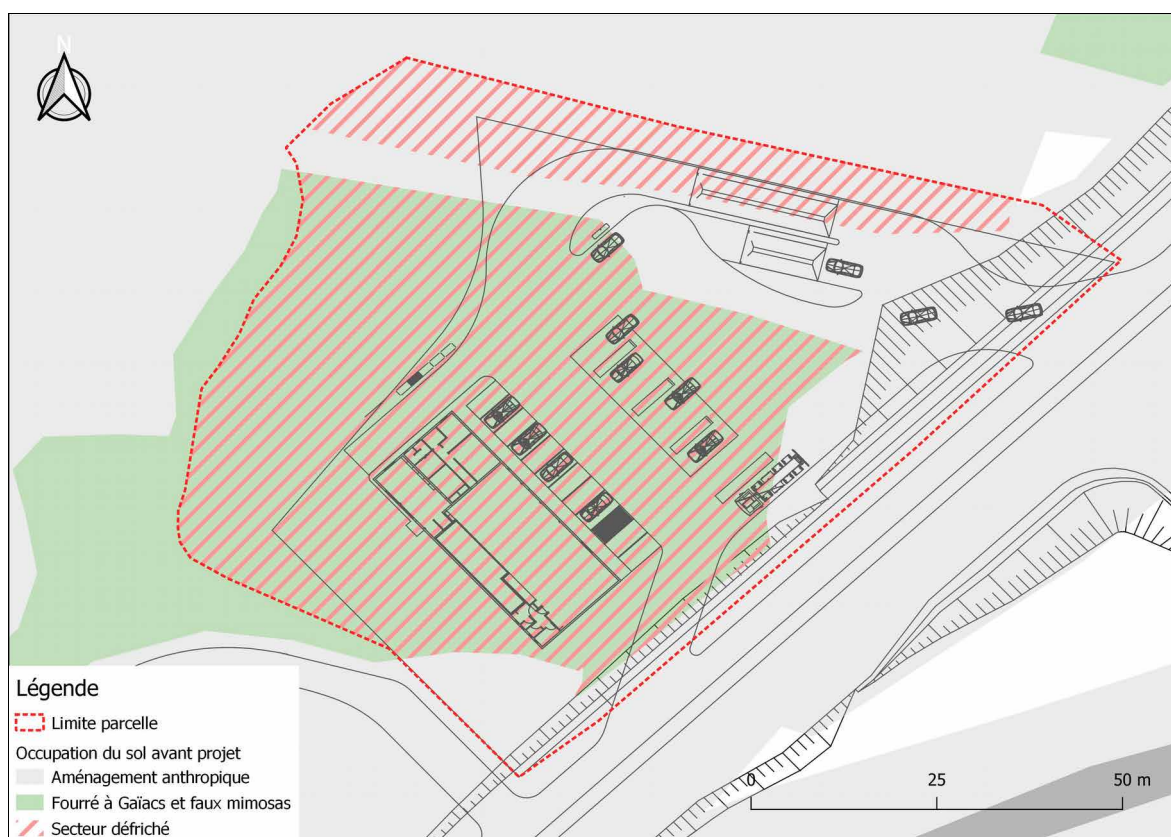 N
Légende
Limite parcelle
Occupation du sol avant projet
Aménagement anthropique
Fourré à Gaïacs et faux mimosas
Secteur défriché
0 25 50 m